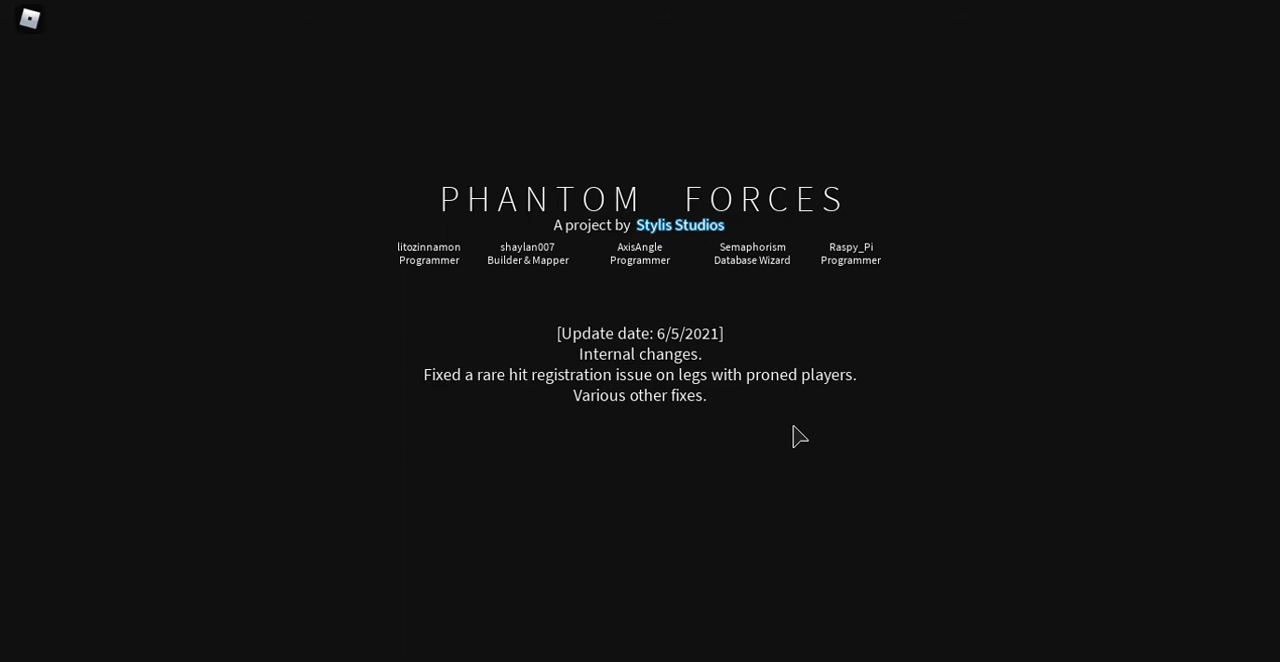 PHANTOM FORCES
A project by Stylis Studios
litozinnamon shaylan007 AxisAngle Semaphorism Raspy_Pi
Programmer Builder & Mapper Programmer Database Wizard Programmer
[Update date: 6/5/2021]
Internal changes.
Fixed a rare hit registration issue on legs with proned players.
Various other fixes.